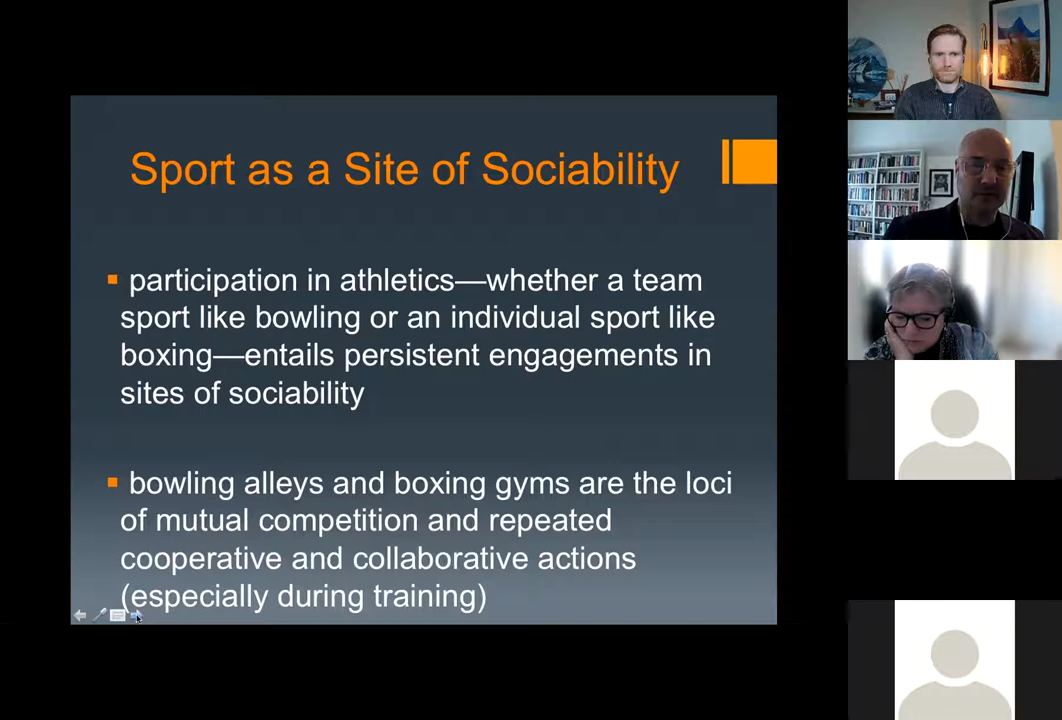 Sport as a Site of Sociability
participation in athletics—whether a team
sport like bowling or an individual sport like
boxing—entails persistent engagements in
sites of sociability
bowling alleys and boxing gyms are the loci
of mutual competition and repeated
cooperative and collaborative actions
(especially during training)